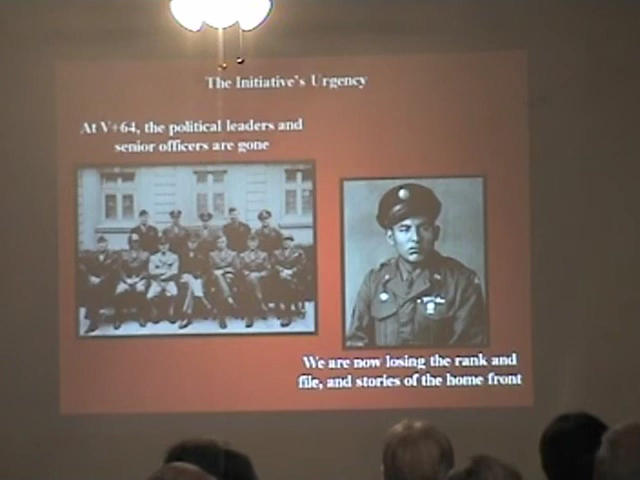 The Initiative's Urgency
At V+64, the political leaders and
senior officers are gone
We are now losing the rank and
file, and stories of the home front